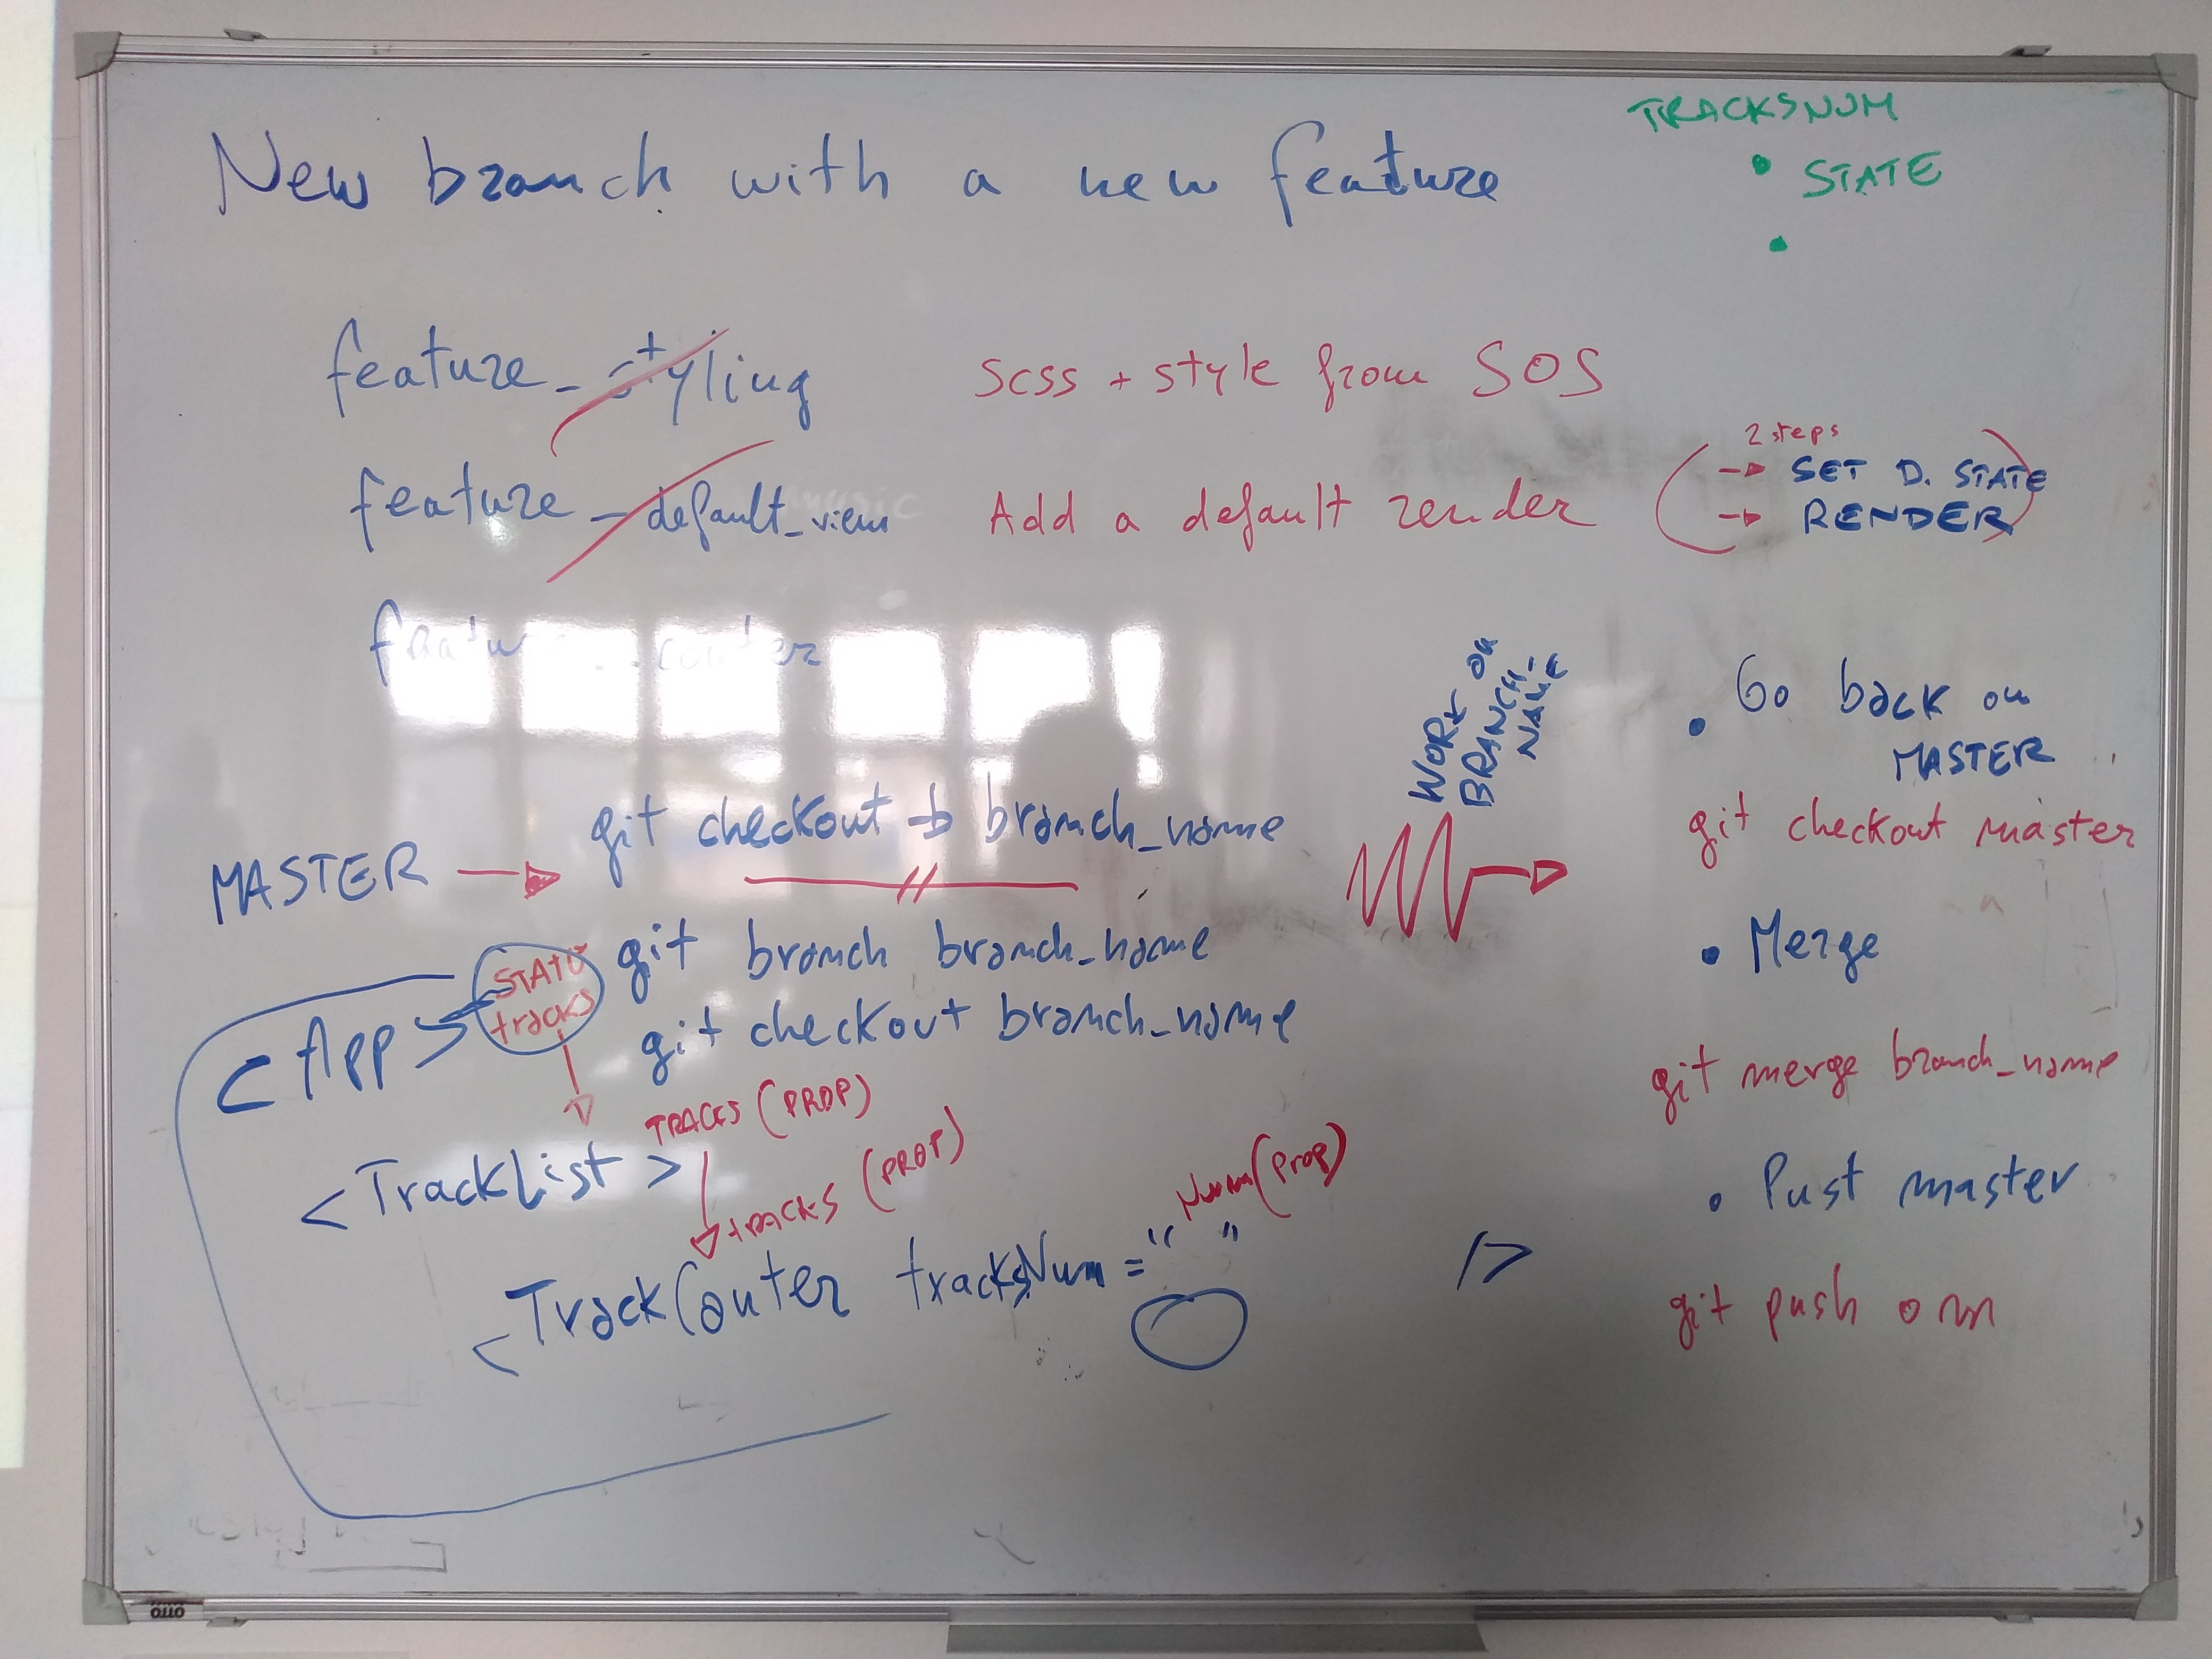 New branch with a new feature
TRACKSNUM
• STATE
•
feature_styling
scss + style from SOS
feature_default_view
Add a default render
2 steps
→ SET D. STATE
→ RENDER
feature_router
WORK ON
BRANCH_
NAME
MASTER →
git checkout -b branch_name
git branch branch_name
git checkout branch_name
• Go back on
MASTER
git checkout master
• Merge
git merge branch_name
• Pust master
git push o m
STATE
tracks
<App>
TRACKS (PROP)
<TrackList>
tracks (PROP)
Num (Prop)
<TrackCounter tracksNum = " " />
OTTO